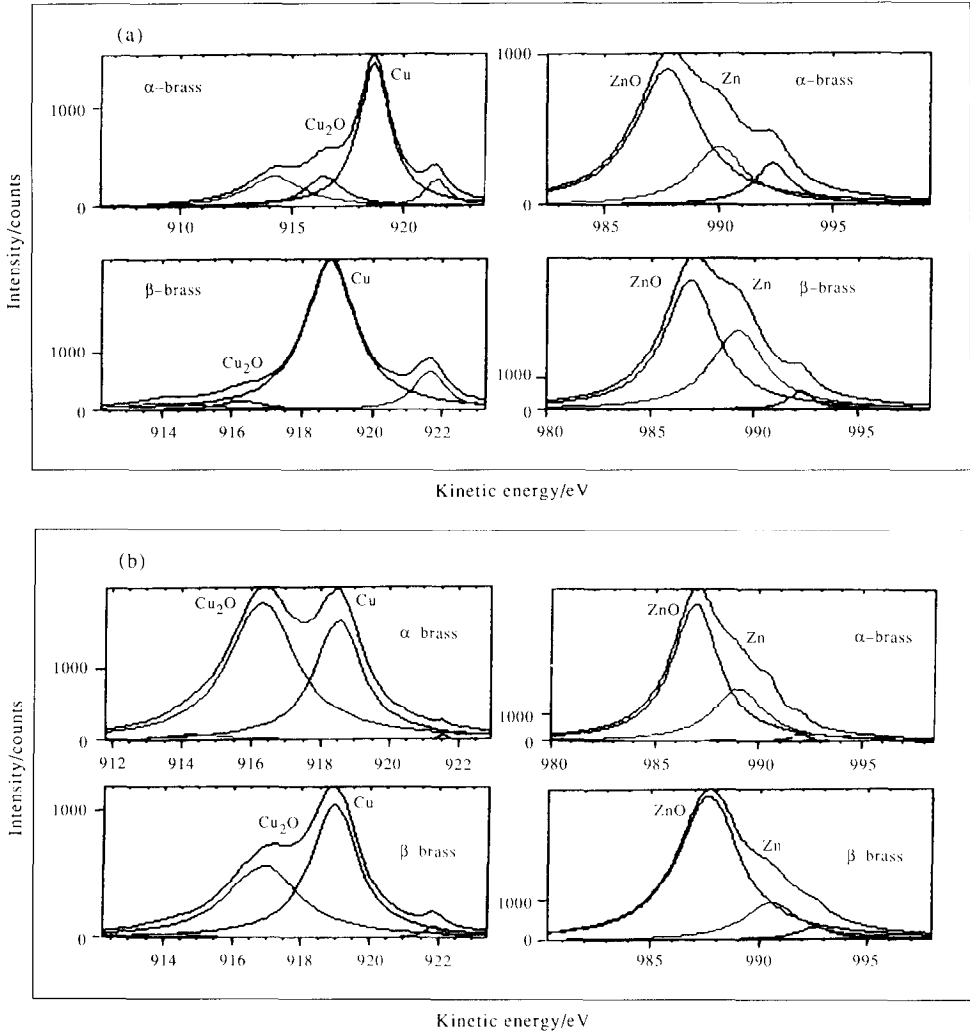 (a)
α-brass
Cu
Cu₂O
1000
0
910
915
920
1000
ZnO
Zn
α-brass
0
985
990
995
β-brass
Cu
Cu₂O
1000
0
914
916
918
920
922
ZnO
Zn
β-brass
1000
0
980
985
990
995
Intensity/counts
Kinetic energy/eV
(b)
Cu₂O
Cu
α brass
1000
0
912
914
916
918
920
922
ZnO
Zn
α-brass
1000
0
980
985
990
995
1000
Cu₂O
Cu
β brass
0
914
916
918
920
922
ZnO
Zn
β brass
1000
0
985
990
995
Intensity/counts
Kinetic energy/eV